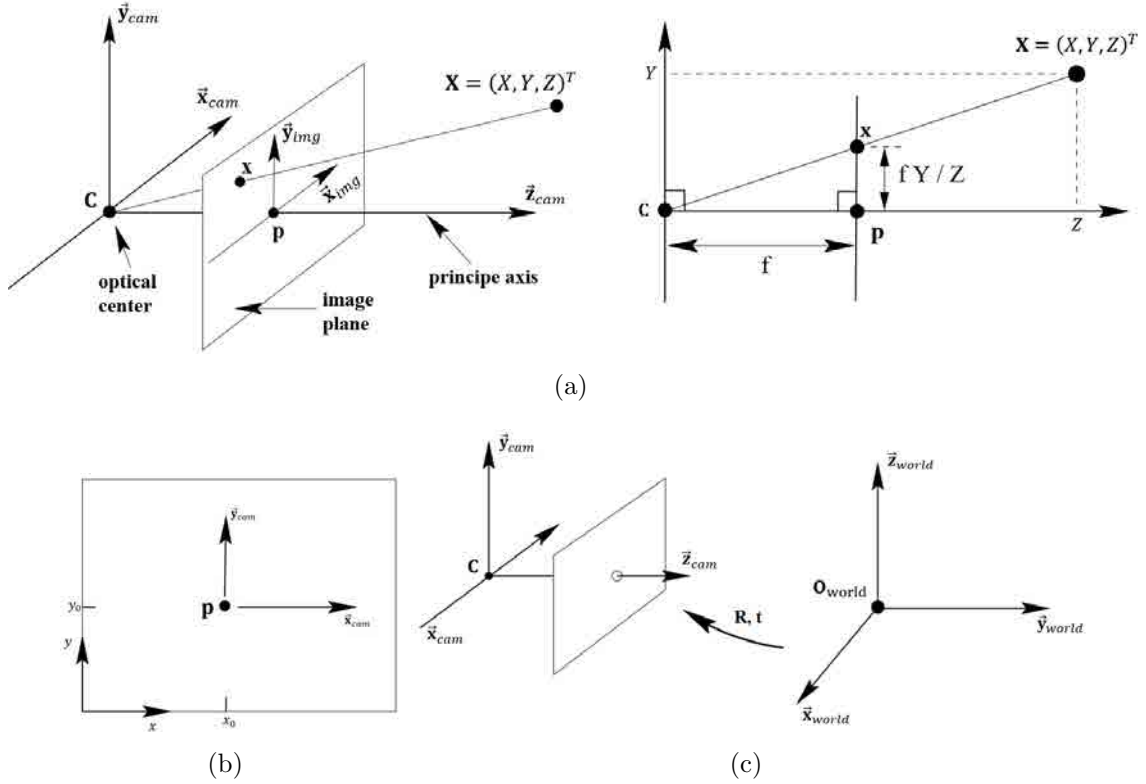 y⃗cam
x⃗cam
X = (X, Y, Z)ᵀ
y⃗img
x
x⃗img
C
z⃗cam
p
optical
center
principe axis
image
plane
X = (X, Y, Z)ᵀ
Y
x
f Y / Z
C
p
Z
f
(a)
y⃗cam
p
x⃗cam
y₀
y
x
x₀
(b)
y⃗cam
C
z⃗cam
x⃗cam
R, t
z⃗world
Oworld
y⃗world
x⃗world
(c)